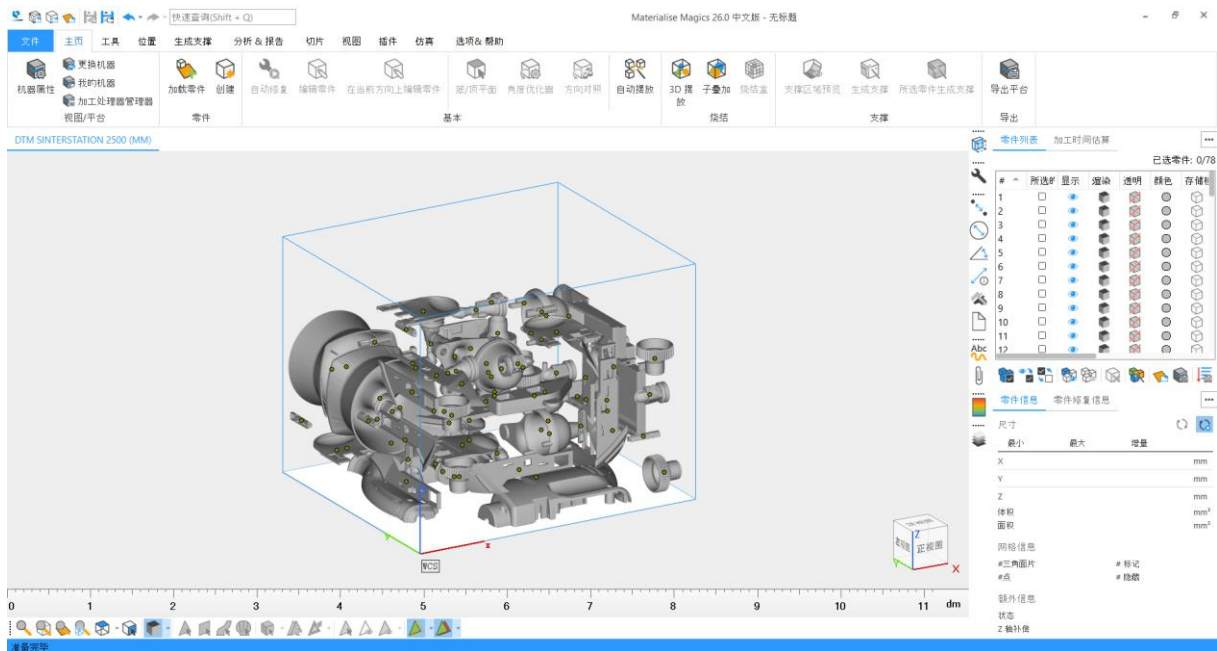 快速查询(Shift + Q)
Materialise Magics 26.0 中文版 - 无标题
文件 主页 工具 位置 生成支撑 分析 & 报告 切片 视图 插件 仿真 选项& 帮助
机器属性
更换机器
我的机器
加工处理器管理器
加载零件 创建
自动修复 编辑零件 在当前方向上编辑零件 底/顶平面 角度优化器 方向对照 自动摆放
3D 摆放 子叠加 烧结盒
支撑区域预览 生成支撑 所选零件生成支撑
导出平台
视图/平台 零件 基本 烧结 支撑 导出
DTM SINTERSTATION 2500 (MM)
零件列表 加工时间估算
已选零件: 0/78
# 所选的 显示 渲染 透明 颜色 存储
1
2
3
4
5
6
7
8
9
10
11
12
Abc
零件信息 零件修复信息
尺寸
最小 最大 增量
X mm
Y mm
Z mm
体积 mm³
面积 mm²
网格信息
#三角面片 # 标记
#点 # 隐藏
额外信息
状态
Z 轴补偿
Z
正视图
Y
X
Y
x
WCS
0 1 2 3 4 5 6 7 8 9 10 11 dm
准备完毕